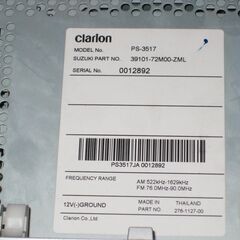 clarion
MODEL No. PS-3517
SUZUKI PART NO. 39101-72M00-ZML
SERIAL No. 0012892
PS3517JA 0012892
FREQUENCY RANGE AM 522kHz-1629kHz
FM 76.0MHz-90.0MHz
12V(-)GROUND MADE IN THAILAND
Clarion Co.,Ltd PART NO. 276-1127-00